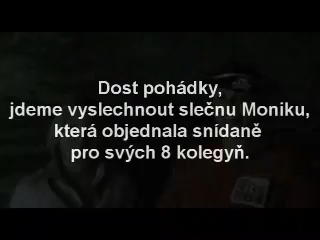 Dost pohádky,
jdeme vyslechnout slečnu Moniku,
která objednala snídaně
pro svých 8 kolegyň.